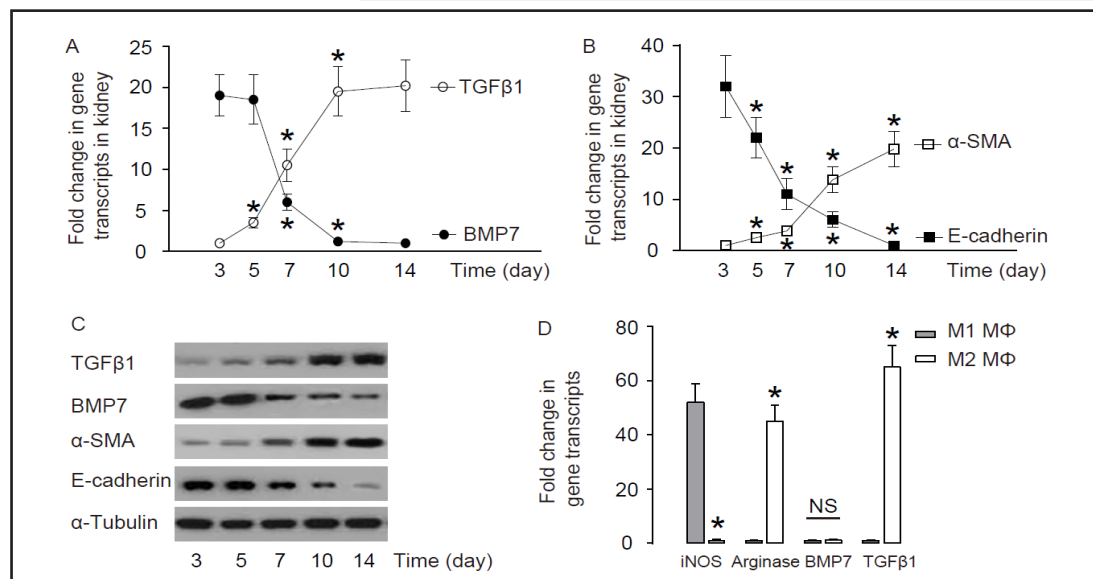 A
Fold change in gene
transcripts in kidney
25
20
15
10
5
0
*
*
*
*
*
TGFβ1
BMP7
3 5 7 10 14 Time (day)
B
Fold change in gene
transcripts in kidney
40
30
20
10
0
*
*
*
*
*
*
*
*
α-SMA
E-cadherin
3 5 7 10 14 Time (day)
C
TGFβ1
BMP7
α-SMA
E-cadherin
α-Tubulin
3 5 7 10 14 Time (day)
D
Fold change in
gene transcripts
80
60
40
20
0
M1 MΦ
M2 MΦ
*
*
NS
*
iNOS Arginase BMP7 TGFβ1